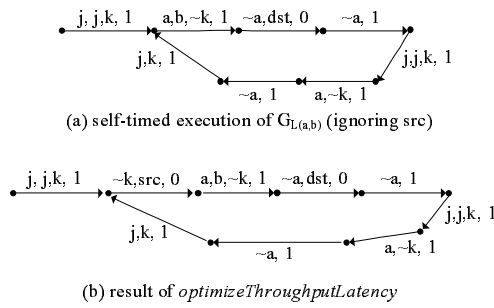 j, j,k, 1
a,b,~k, 1
~a,dst, 0
~a, 1
j,k, 1
j,j,k, 1
~a, 1
a,~k, 1
(a) self-timed execution of GL(a,b) (ignoring src)
j, j,k, 1
~k,src, 0
a,b,~k, 1
~a,dst, 0
~a, 1
j,j,k, 1
j,k, 1
~a, 1
a,~k, 1
(b) result of optimizeThroughputLatency